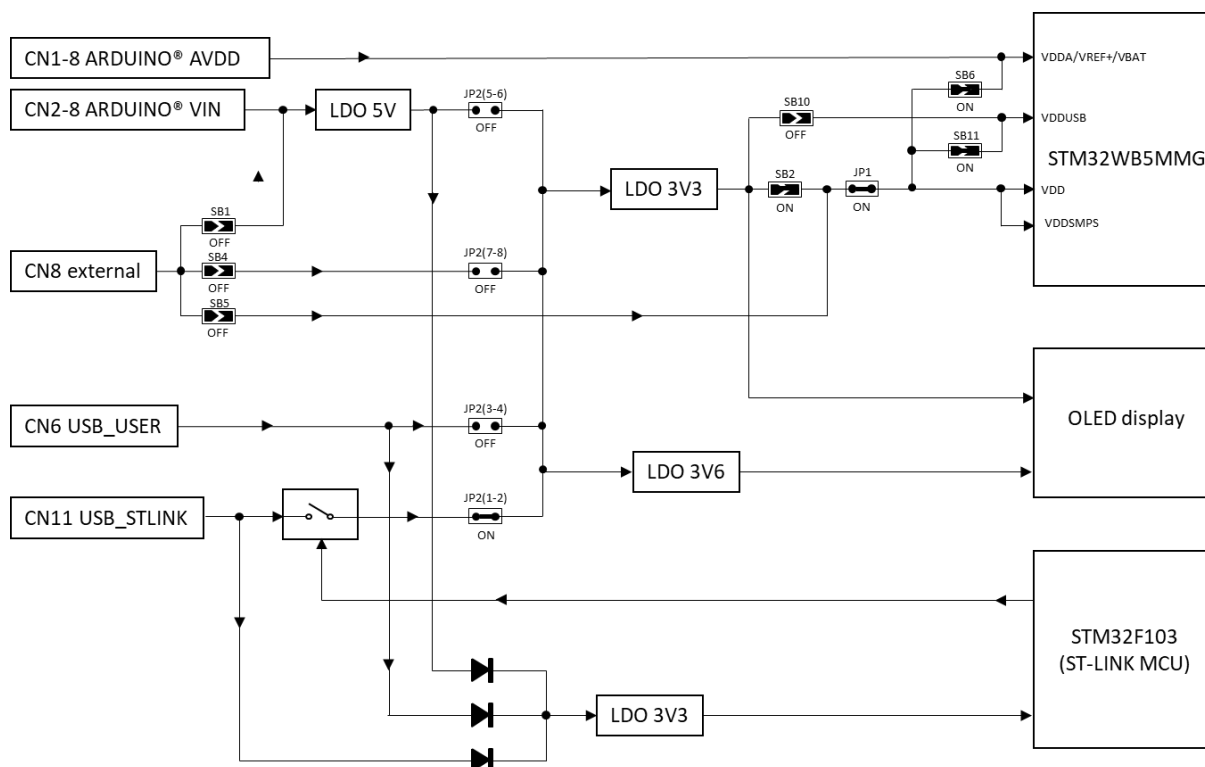 CN1-8 ARDUINO® AVDD
VDDA/VREF+/VBAT
SB6
ON
CN2-8 ARDUINO® VIN
LDO 5V
JP2(5-6)
OFF
SB10
OFF
VDDUSB
SB11
ON
STM32WB5MMG
LDO 3V3
SB2
ON
JP1
ON
VDD
VDDSMPS
SB1
OFF
CN8 external
SB4
OFF
JP2(7-8)
OFF
SB5
OFF
CN6 USB_USER
JP2(3-4)
OFF
OLED display
LDO 3V6
CN11 USB_STLINK
JP2(1-2)
ON
STM32F103
(ST-LINK MCU)
LDO 3V3